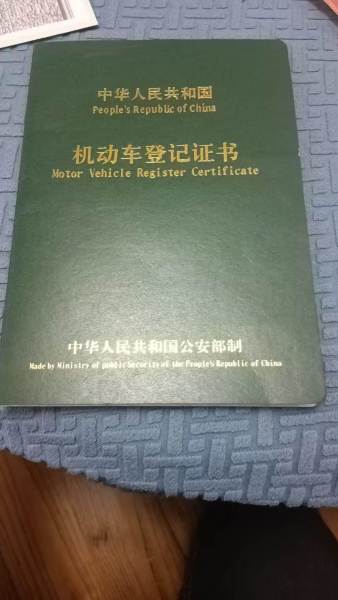 中华人民共和国
People's Republic of China
机动车登记证书
Motor Vehicle Register Certificate
中华人民共和国公安部制
Made by Ministry of public Security of the People's Republic of China